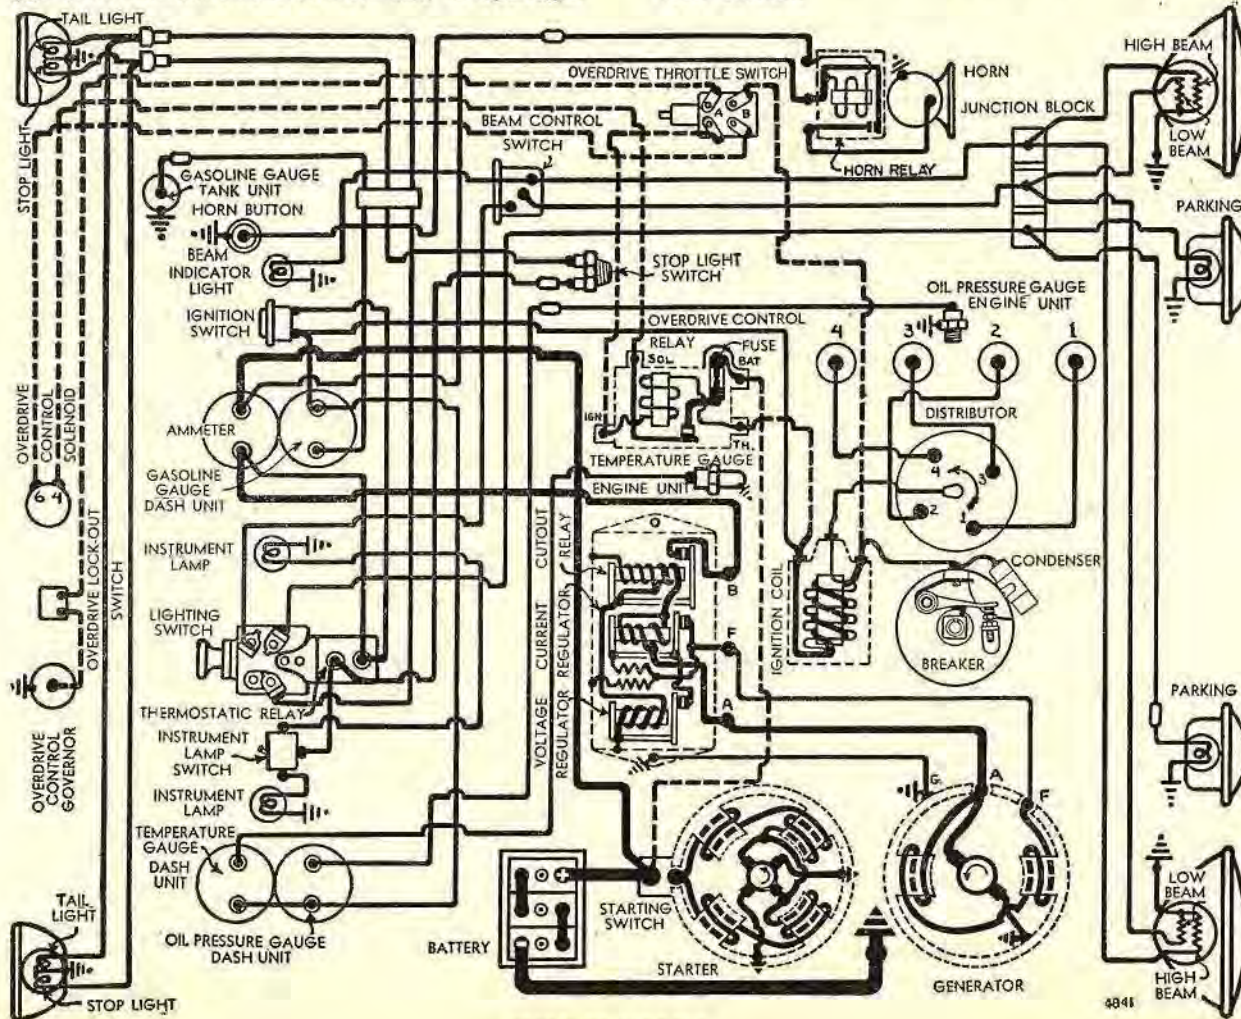 TAIL LIGHT
STOP LIGHT
GASOLINE GAUGE
TANK UNIT
HORN BUTTON
BEAM
INDICATOR
LIGHT
IGNITION
SWITCH
OVERDRIVE THROTTLE SWITCH
A
B
BEAM CONTROL
SWITCH
HORN
HORN RELAY
JUNCTION BLOCK
HIGH BEAM
LOW
BEAM
PARKING
STOP LIGHT
SWITCH
OIL PRESSURE GAUGE
ENGINE UNIT
OVERDRIVE CONTROL
RELAY
SOL
FUSE
BAT
IGN
TH.
4
3
2
1
DISTRIBUTOR
4
3
2
1
OVERDRIVE
CONTROL
SOLENOID
6 4
AMMETER
GASOLINE
GAUGE
DASH UNIT
TEMPERATURE GAUGE
ENGINE UNIT
INSTRUMENT
LAMP
OVERDRIVE LOCK-OUT
SWITCH
LIGHTING
SWITCH
CUTOUT
RELAY
CURRENT
REGULATOR
VOLTAGE
REGULATOR
B
F
A
IGNITION COIL
CONDENSER
BREAKER
OVERDRIVE
CONTROL
GOVERNOR
THERMOSTATIC RELAY
INSTRUMENT
LAMP
SWITCH
INSTRUMENT
LAMP
TEMPERATURE
GAUGE
DASH
UNIT
OIL PRESSURE GAUGE
DASH UNIT
BATTERY
STARTING
SWITCH
STARTER
G.
A
F
GENERATOR
PARKING
LOW
BEAM
HIGH
BEAM
TAIL
LIGHT
STOP LIGHT
4841